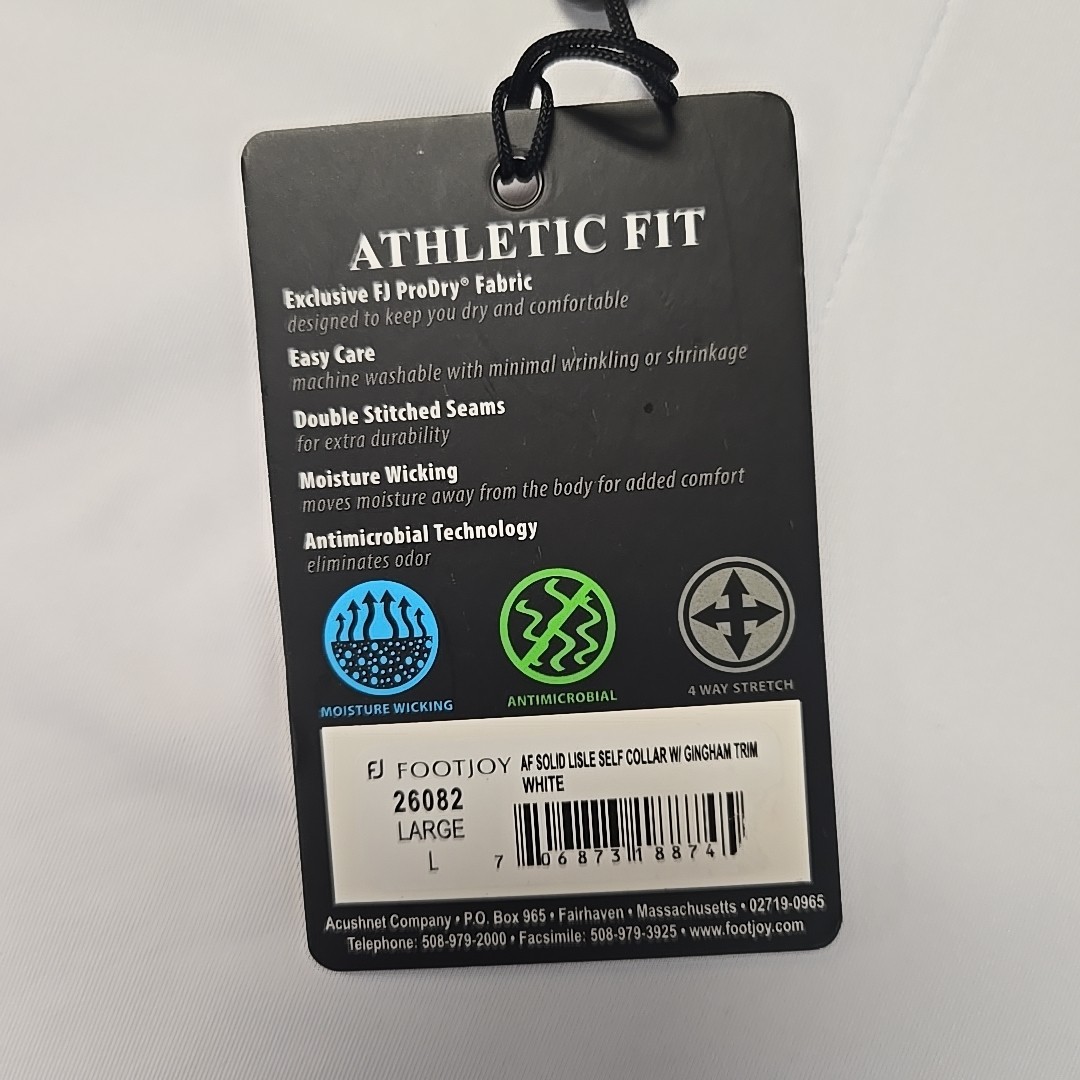 ATHLETIC FIT
Exclusive FJ ProDry® Fabric
designed to keep you dry and comfortable
Easy Care
machine washable with minimal wrinkling or shrinkage
Double Stitched Seams
for extra durability
Moisture Wicking
moves moisture away from the body for added comfort
Antimicrobial Technology
eliminates odor
MOISTURE WICKING
ANTIMICROBIAL
4 WAY STRETCH
FJ FOOTJOY
26082
LARGE
L
AF SOLID LISLE SELF COLLAR W/ GINGHAM TRIM
WHITE
7 06873 18874
Acushnet Company • P.O. Box 965 • Fairhaven • Massachusetts • 02719-0965
Telephone: 508-979-2000 • Facsimile: 508-979-3925 • www.footjoy.com